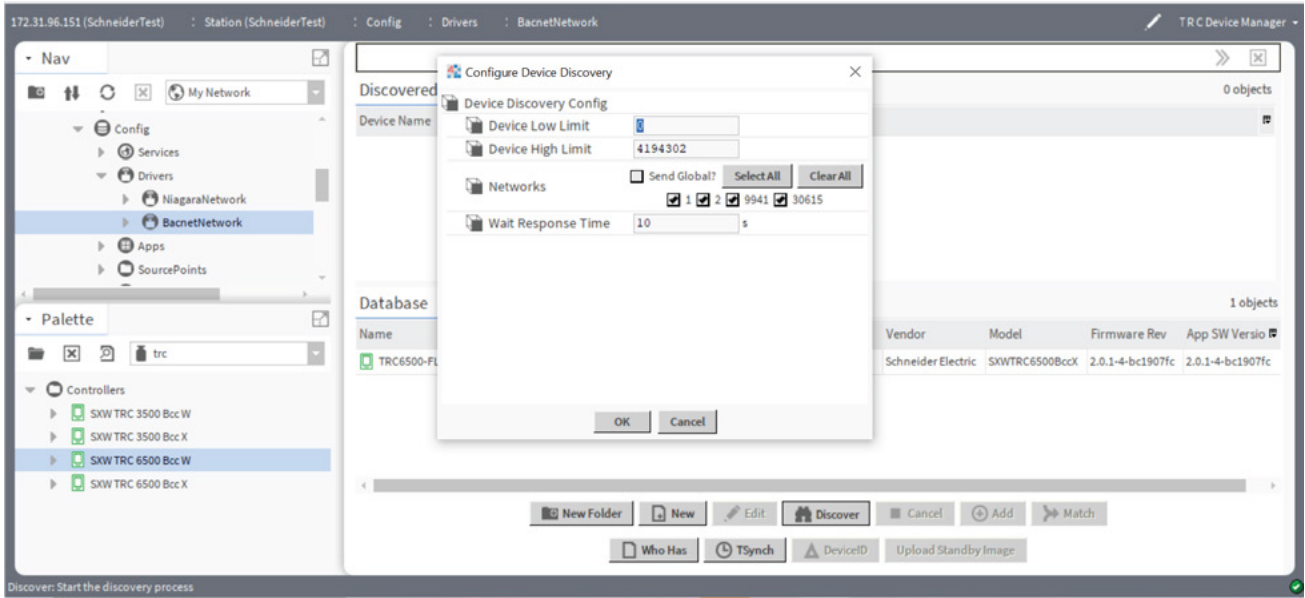 172.31.96.151 (SchneiderTest) : Station (SchneiderTest) : Config : Drivers : BacnetNetwork TRC Device Manager
Nav
My Network
Config
Services
Drivers
NiagaraNetwork
BacnetNetwork
Apps
SourcePoints
Palette
trc
Controllers
SXW TRC 3500 Bcc W
SXW TRC 3500 Bcc X
SXW TRC 6500 Bcc W
SXW TRC 6500 Bcc X
Discovered 0 objects
Device Name
Configure Device Discovery
Device Discovery Config
Device Low Limit 0
Device High Limit 4194302
Networks Send Global? Select All Clear All
1 2 9941 30615
Wait Response Time 10 s
OK Cancel
Database 1 objects
Name Vendor Model Firmware Rev App SW Versio
TRC6500-FL Schneider Electric SXWTRC6500BccX 2.0.1-4-bc1907fc 2.0.1-4-bc1907fc
New Folder New Edit Discover Cancel Add Match
Who Has TSynch DeviceID Upload Standby Image
Discover: Start the discovery process